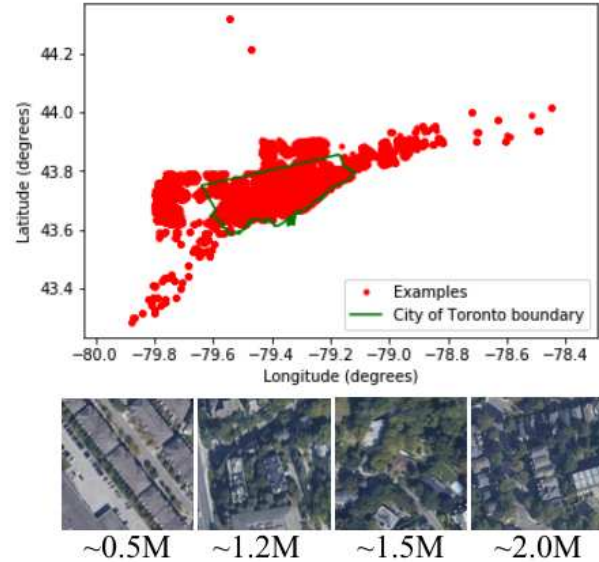 44.2
44.0
43.8
43.6
43.4
Latitude (degrees)
Examples
City of Toronto boundary
−80.0 −79.8 −79.6 −79.4 −79.2 −79.0 −78.8 −78.6 −78.4
Longitude (degrees)
~0.5M ~1.2M ~1.5M ~2.0M